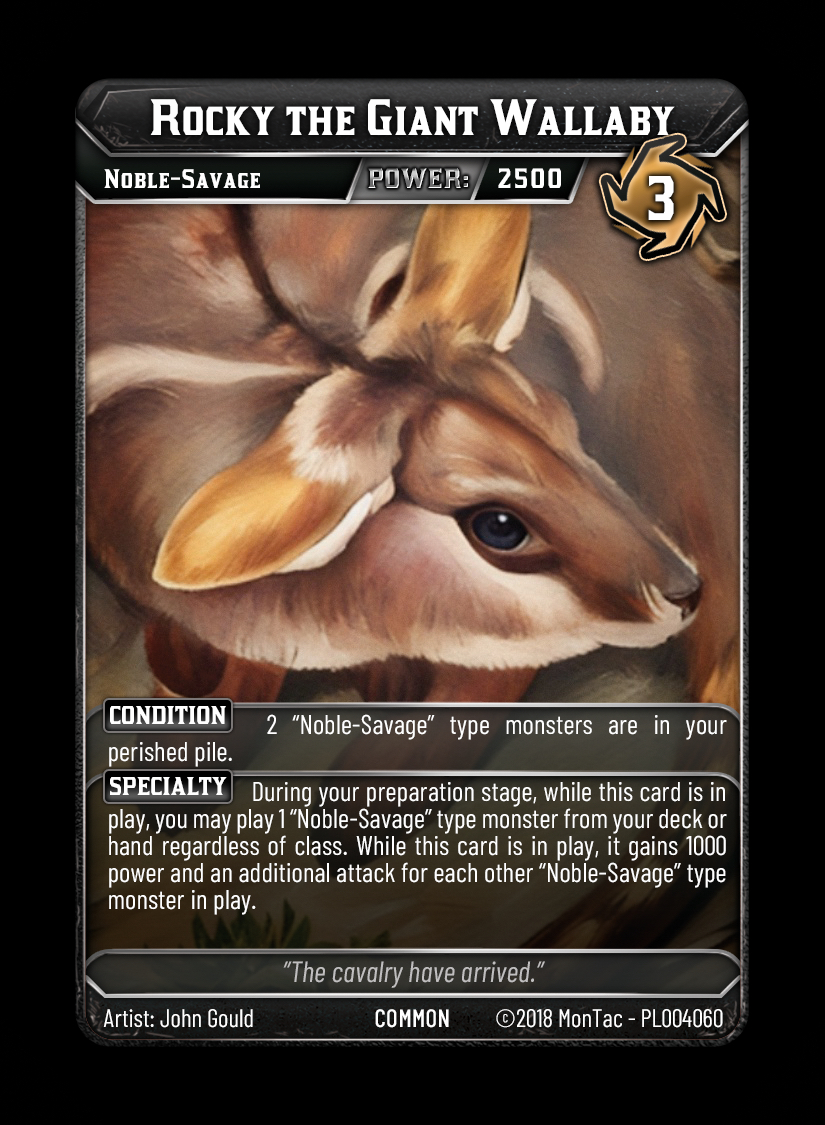 Rocky the Giant Wallaby
Noble-Savage POWER: 2500
3
CONDITION 2 “Noble-Savage” type monsters are in your
perished pile.
SPECIALTY During your preparation stage, while this card is in
play, you may play 1 “Noble-Savage” type monster from your deck or
hand regardless of class. While this card is in play, it gains 1000
power and an additional attack for each other “Noble-Savage” type
monster in play.
“The cavalry have arrived.”
Artist: John Gould COMMON ©2018 MonTac - PL004060